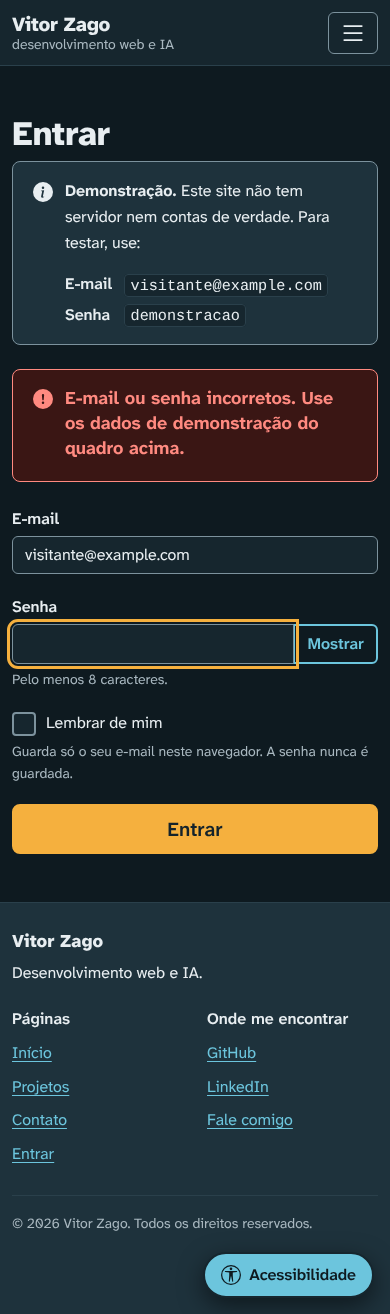 Vitor Zago
desenvolvimento web e IA
Entrar
Demonstração. Este site não tem
servidor nem contas de verdade. Para
testar, use:
E-mail visitante@example.com
Senha demonstracao
E-mail ou senha incorretos. Use
os dados de demonstração do
quadro acima.
E-mail
visitante@example.com
Senha
Mostrar
Pelo menos 8 caracteres.
Lembrar de mim
Guarda só o seu e-mail neste navegador. A senha nunca é
guardada.
Entrar
Vitor Zago
Desenvolvimento web e IA.
Páginas
Início
Projetos
Contato
Entrar
Onde me encontrar
GitHub
LinkedIn
Fale comigo
© 2026 Vitor Zago. Todos os direitos reservados.
Acessibilidade